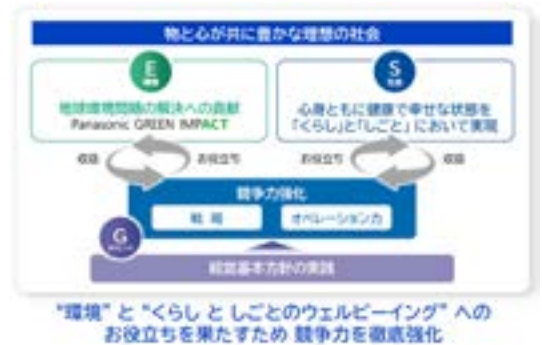 物と心が共に豊かな理想の社会
E
S
地球環境問題の解決への貢献
Panasonic GREEN IMPACT
心身ともに健康で幸せな状態を
「くらし」と「しごと」において実現
収益
お役立ち
お役立ち
収益
競争力強化
戦略
オペレーション力
G
経営基本方針の実践
"環境" と "くらし と しごとのウェルビーイング" への
お役立ちを果たすため 競争力を徹底強化